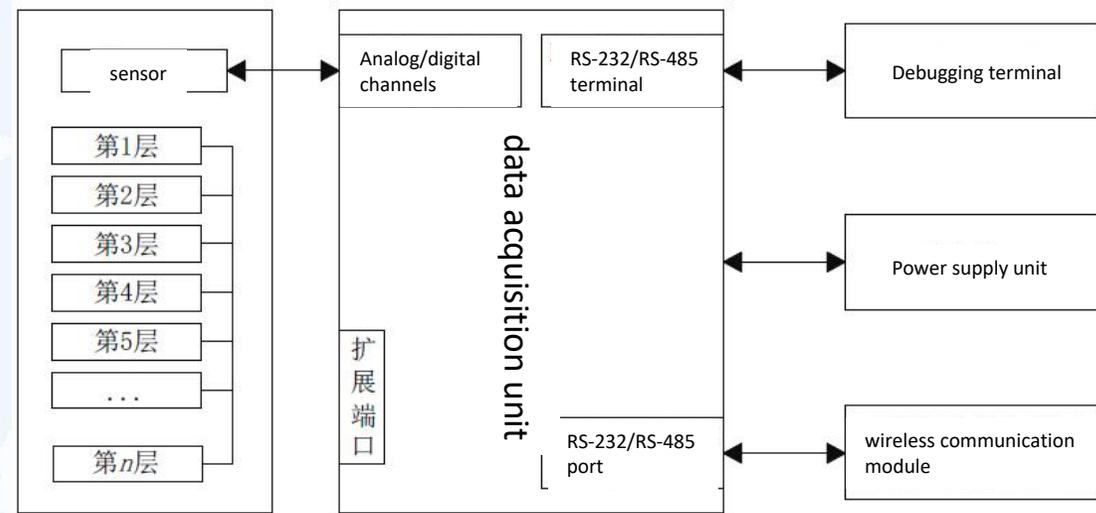 sensor
第1层
第2层
第3层
第4层
第5层
...
第n层
Analog/digital
channels
RS-232/RS-485
terminal
data acquisition unit
扩
展
端
口
RS-232/RS-485
port
Debugging terminal
Power supply unit
wireless communication
module